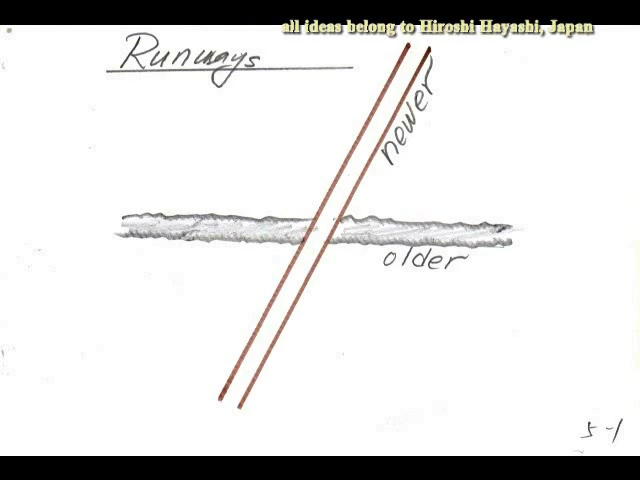 all ideas belong to Hiroshi Hayashi, Japan
Runways
newer
older
5-1